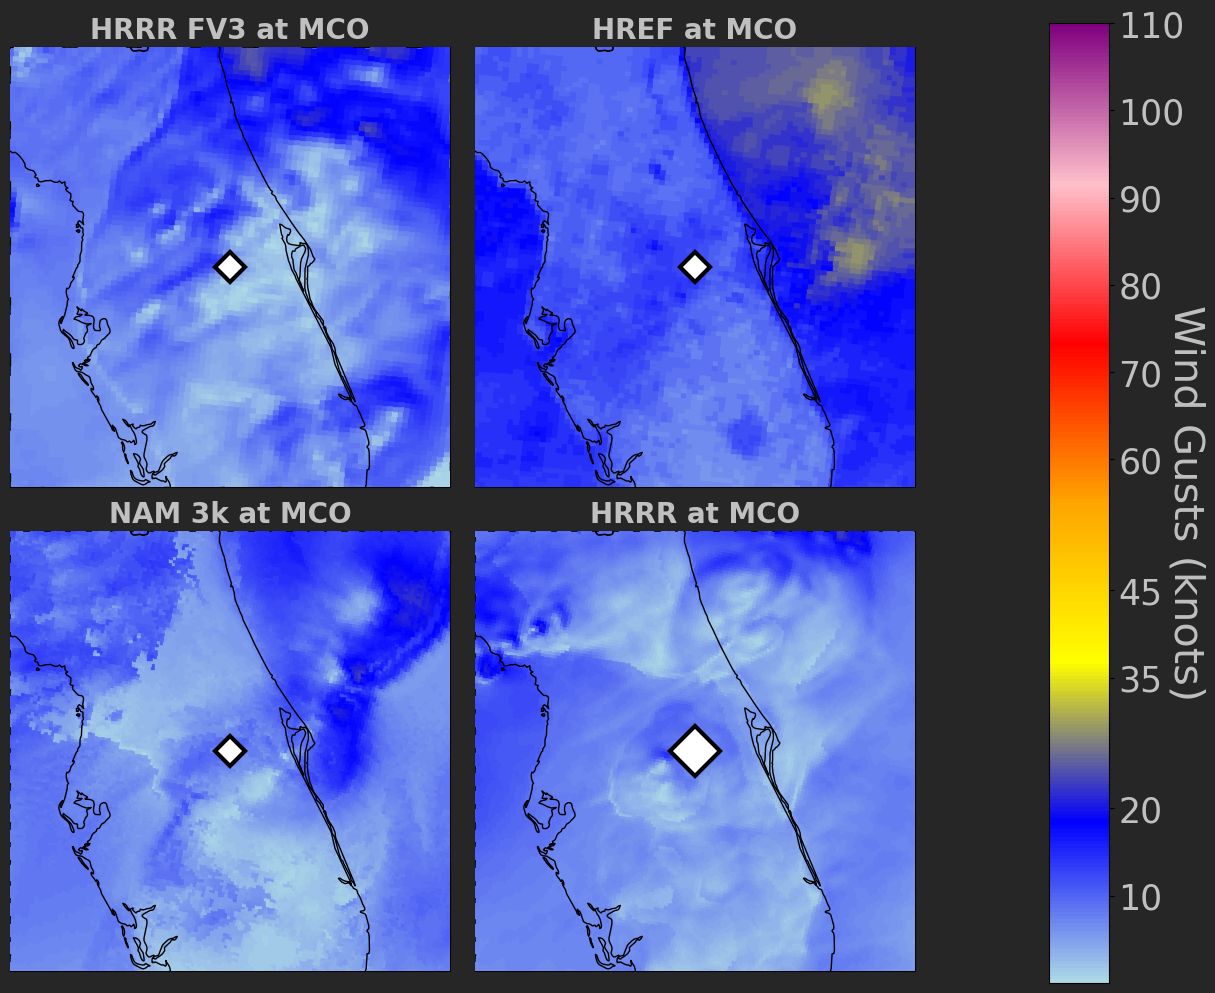 HRRR FV3 at MCO
HREF at MCO
NAM 3k at MCO
HRRR at MCO
110
100
90
80
70
60
45
35
20
10
Wind Gusts (knots)